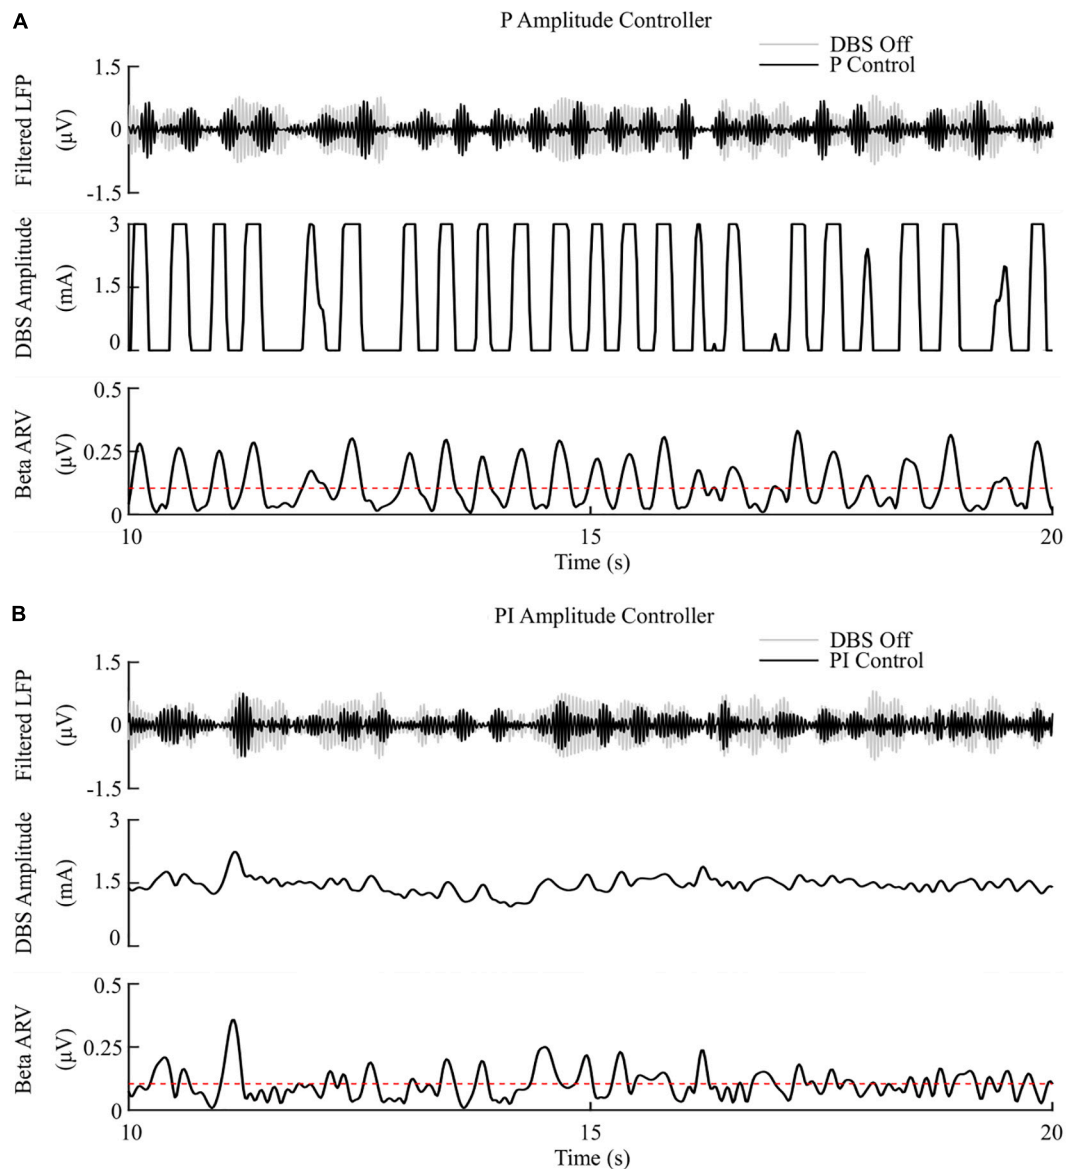 A
P Amplitude Controller
DBS Off
P Control
Filtered LFP
(µV)
1.5
0
-1.5
DBS Amplitude
(mA)
3
1.5
0
Beta ARV
(µV)
0.5
0.25
0
10
15
20
Time (s)
B
PI Amplitude Controller
DBS Off
PI Control
Filtered LFP
(µV)
1.5
0
-1.5
DBS Amplitude
(mA)
3
1.5
0
Beta ARV
(µV)
0.5
0.25
0
10
15
20
Time (s)